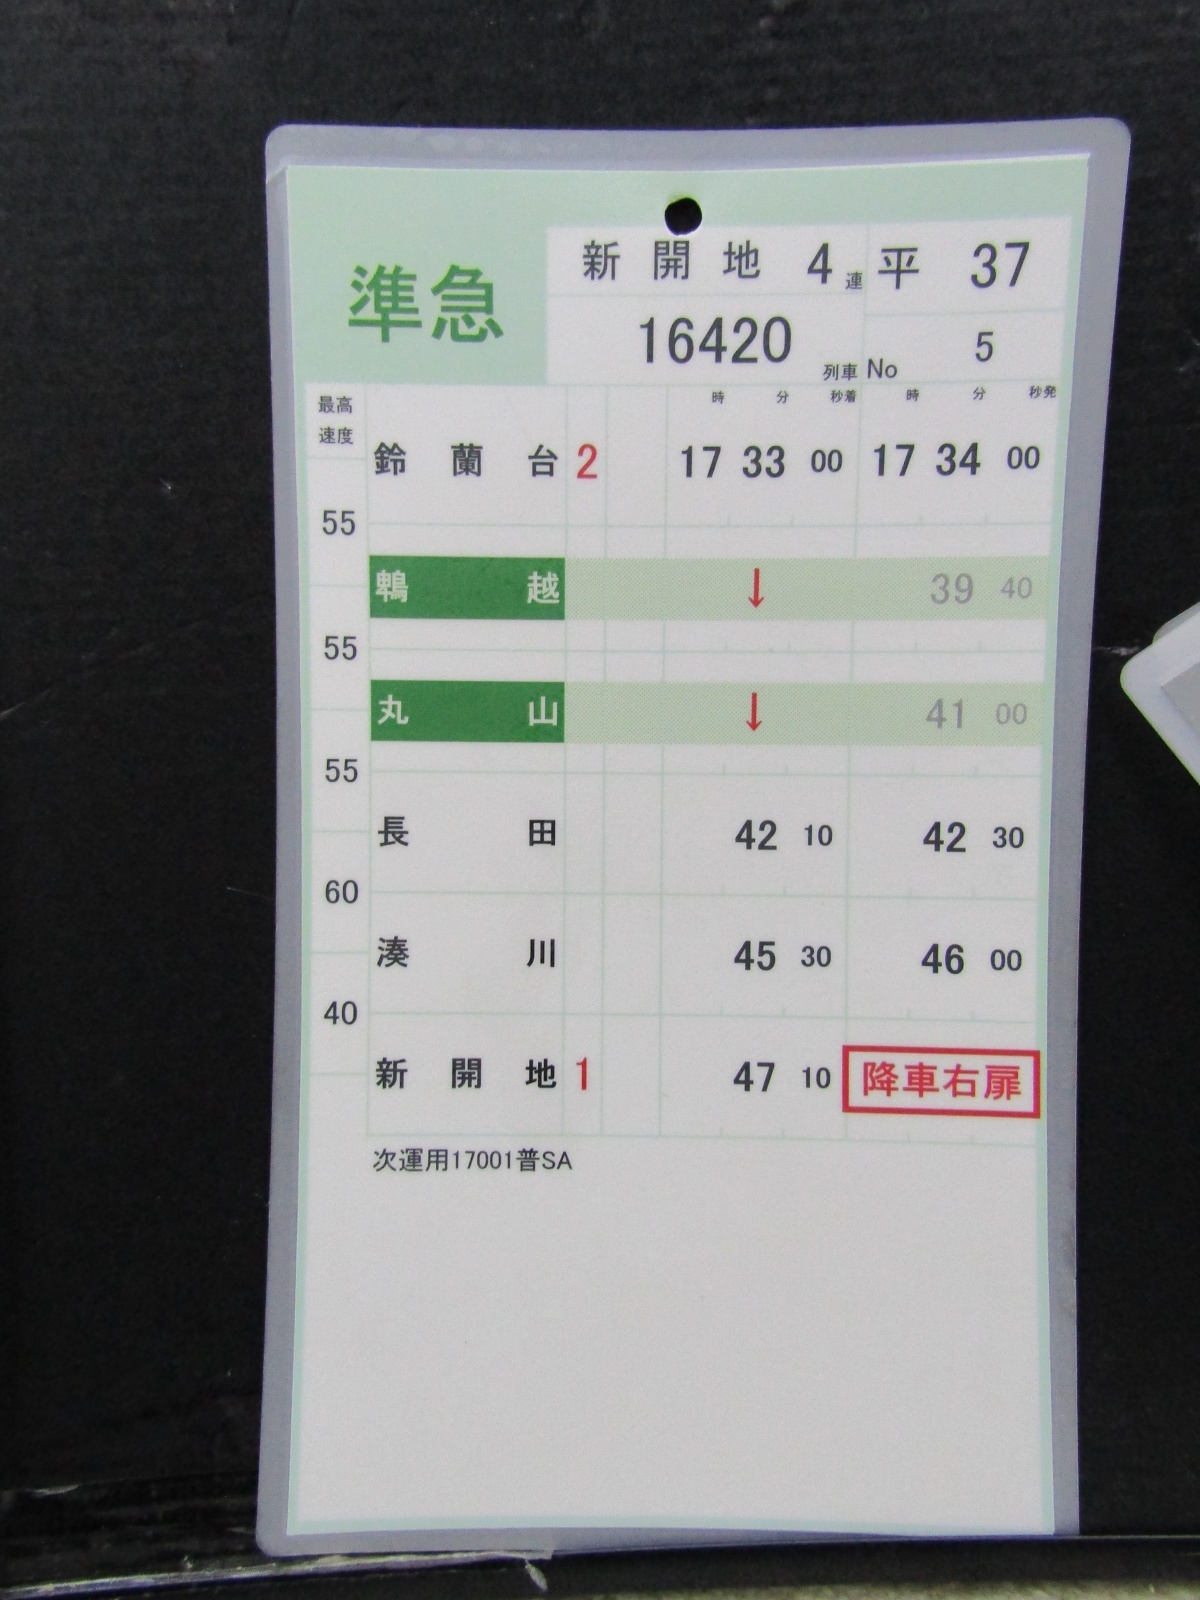 準急 新開地 4連 平 37
16420 列車 No 5
最高速度 時 分 秒着 時 分 秒発
鈴蘭台 2 17 33 00 17 34 00
55
鵯越 ↓ 39 40
55
丸山 ↓ 41 00
55
長田 42 10 42 30
60
湊川 45 30 46 00
40
新開地 1 47 10 降車右扉
次運用17001普SA